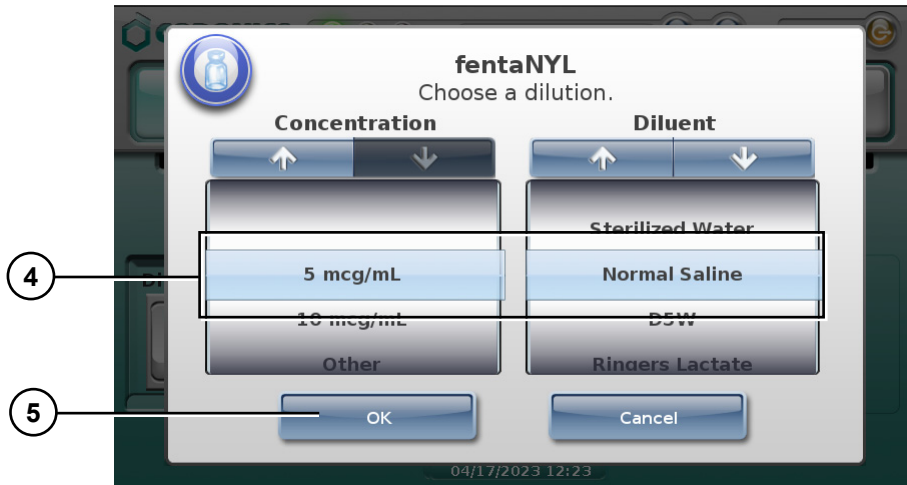 fentaNYL
Choose a dilution.
Concentration
Diluent
Sterilized Water
4
5 mcg/mL
Normal Saline
10 mcg/mL
D5W
Other
Ringers Lactate
5
OK
Cancel
04/17/2023 12:23